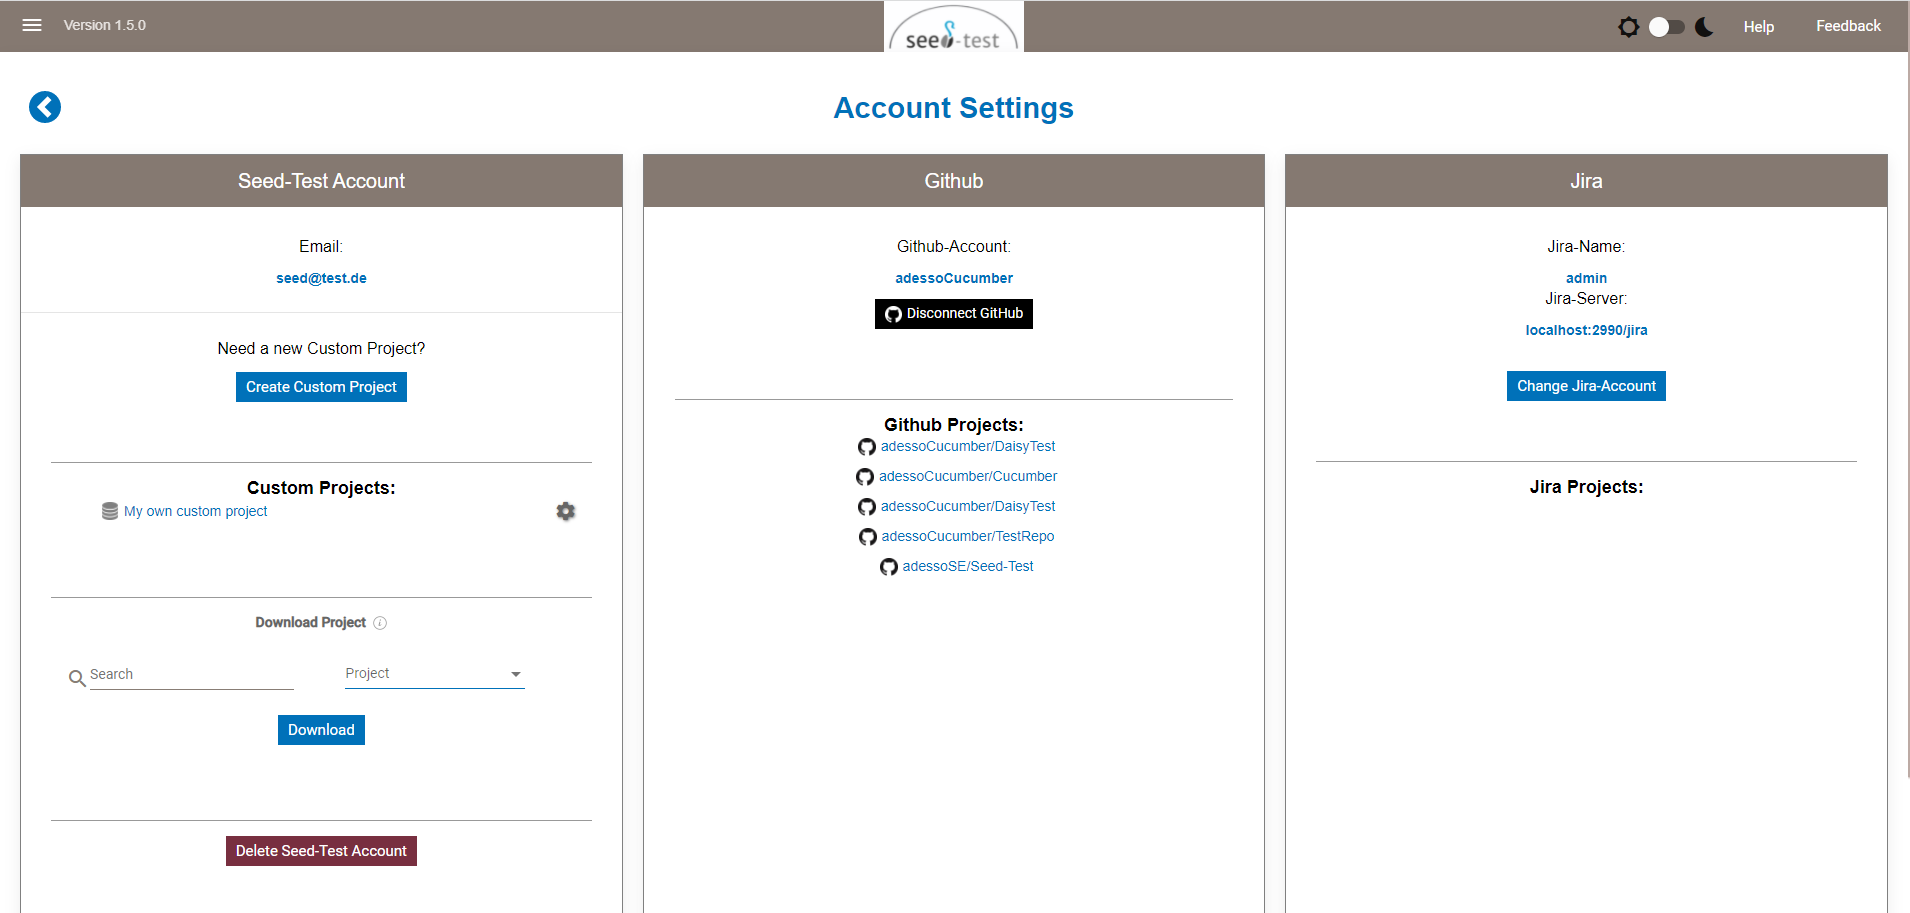 Version 1.5.0
seed-test
Help
Feedback
Account Settings
Seed-Test Account
Email:
seed@test.de
Need a new Custom Project?
Create Custom Project
Custom Projects:
My own custom project
Download Project
Search
Project
Download
Delete Seed-Test Account
Github
Github-Account:
adessoCucumber
Disconnect GitHub
Github Projects:
adessoCucumber/DaisyTest
adessoCucumber/Cucumber
adessoCucumber/DaisyTest
adessoCucumber/TestRepo
adessoSE/Seed-Test
Jira
Jira-Name:
admin
Jira-Server:
localhost:2990/jira
Change Jira-Account
Jira Projects: